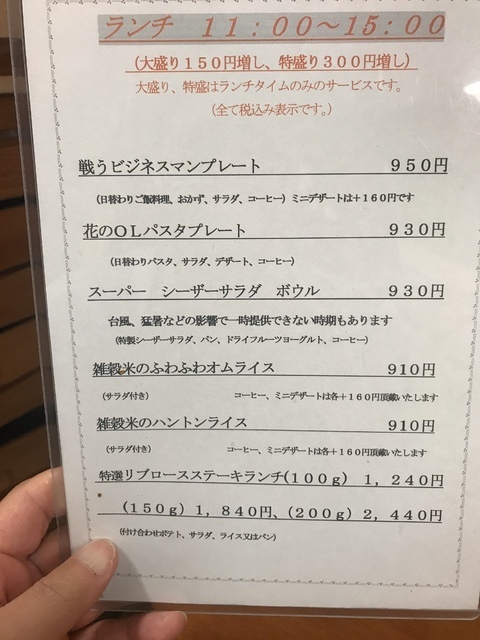 ランチ　１１：００～１５：００
（大盛り１５０円増し、特盛り３００円増し）
大盛り、特盛はランチタイムのみのサービスです。
（全て税込み表示です。）
戦うビジネスマンプレート　９５０円
（日替わりご飯料理、おかず、サラダ、コーヒー）ミニデザートは＋１６０円です
花のＯＬパスタプレート　９３０円
（日替わりパスタ、サラダ、デザート、コーヒー）
スーパー　シーザーサラダ　ボウル　９３０円
台風、猛暑などの影響で一時提供できない時期もあります
（特製シーザーサラダ、パン、ドライフルーツヨーグルト、コーヒー）
雑穀米のふわふわオムライス　９１０円
（サラダ付き）　コーヒー、ミニデザートは各＋１６０円頂戴いたします
雑穀米のハントンライス　９１０円
（サラダ付き）　コーヒー、ミニデザートは各＋１６０円頂戴いたします
特選リブロースステーキランチ(１００ｇ)　１，２４０円
（１５０ｇ）１，８４０円、（２００ｇ）２，４４０円
（付け合わせポテト、サラダ、ライス又はパン）